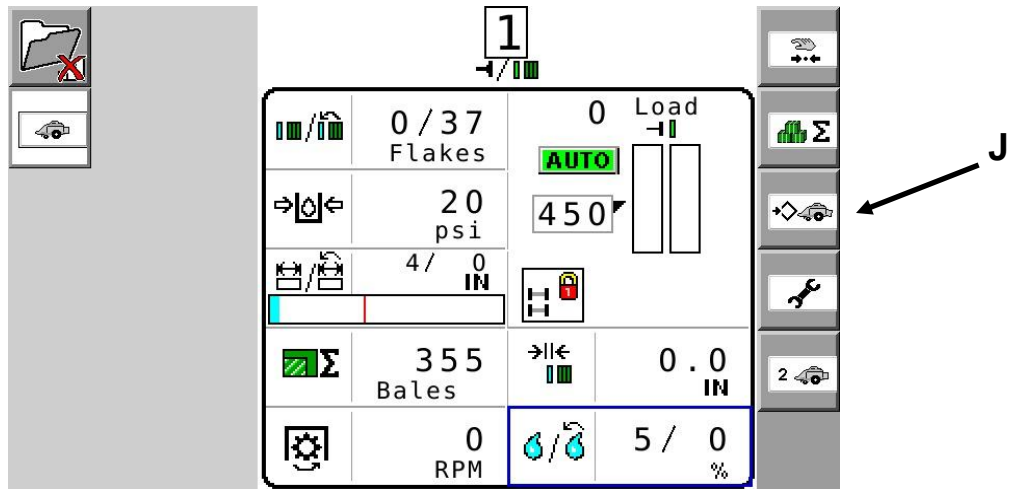 1
0/37
Flakes
0
Load
AUTO
20
psi
450
4/ 0
IN
1
355
Bales
0.0
IN
0
RPM
5/ 0
%
Σ
Σ
2
J